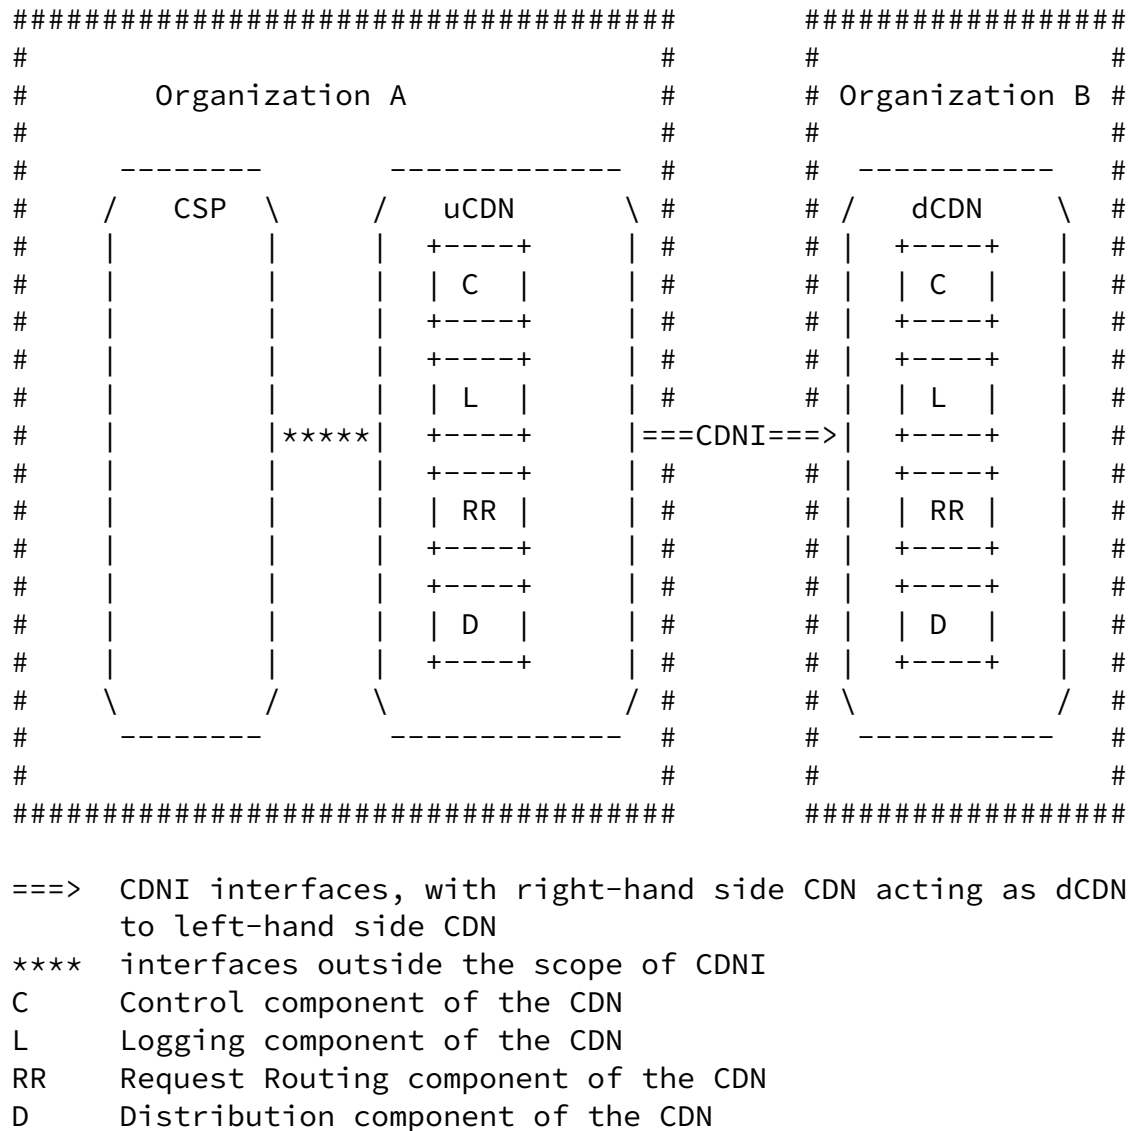 #####################################       ##################
#                                   #       #                #
#       Organization A              #       # Organization B #
#                                   #       #                #
#     --------       -------------  #       #  -----------   #
#    /   CSP  \     /   uCDN      \ #       # /   dCDN    \  #
#    |        |     |  +----+     | #       # |  +----+   |  #
#    |        |     |  | C  |     | #       # |  | C  |   |  #
#    |        |     |  +----+     | #       # |  +----+   |  #
#    |        |     |  +----+     | #       # |  +----+   |  #
#    |        |     |  | L  |     | #       # |  | L  |   |  #
#    |        |*****|  +----+     |===CDNI===>|  +----+   |  #
#    |        |     |  +----+     | #       # |  +----+   |  #
#    |        |     |  | RR |     | #       # |  | RR |   |  #
#    |        |     |  +----+     | #       # |  +----+   |  #
#    |        |     |  +----+     | #       # |  +----+   |  #
#    |        |     |  | D  |     | #       # |  | D  |   |  #
#    |        |     |  +----+     | #       # |  +----+   |  #
#    \        /     \             / #       # \           /  #
#     --------       -------------  #       #  -----------   #
#                                   #       #                #
#####################################       ##################

===>  CDNI interfaces, with right-hand side CDN acting as dCDN
      to left-hand side CDN
****  interfaces outside the scope of CDNI
C     Control component of the CDN
L     Logging component of the CDN
RR    Request Routing component of the CDN
D     Distribution component of the CDN